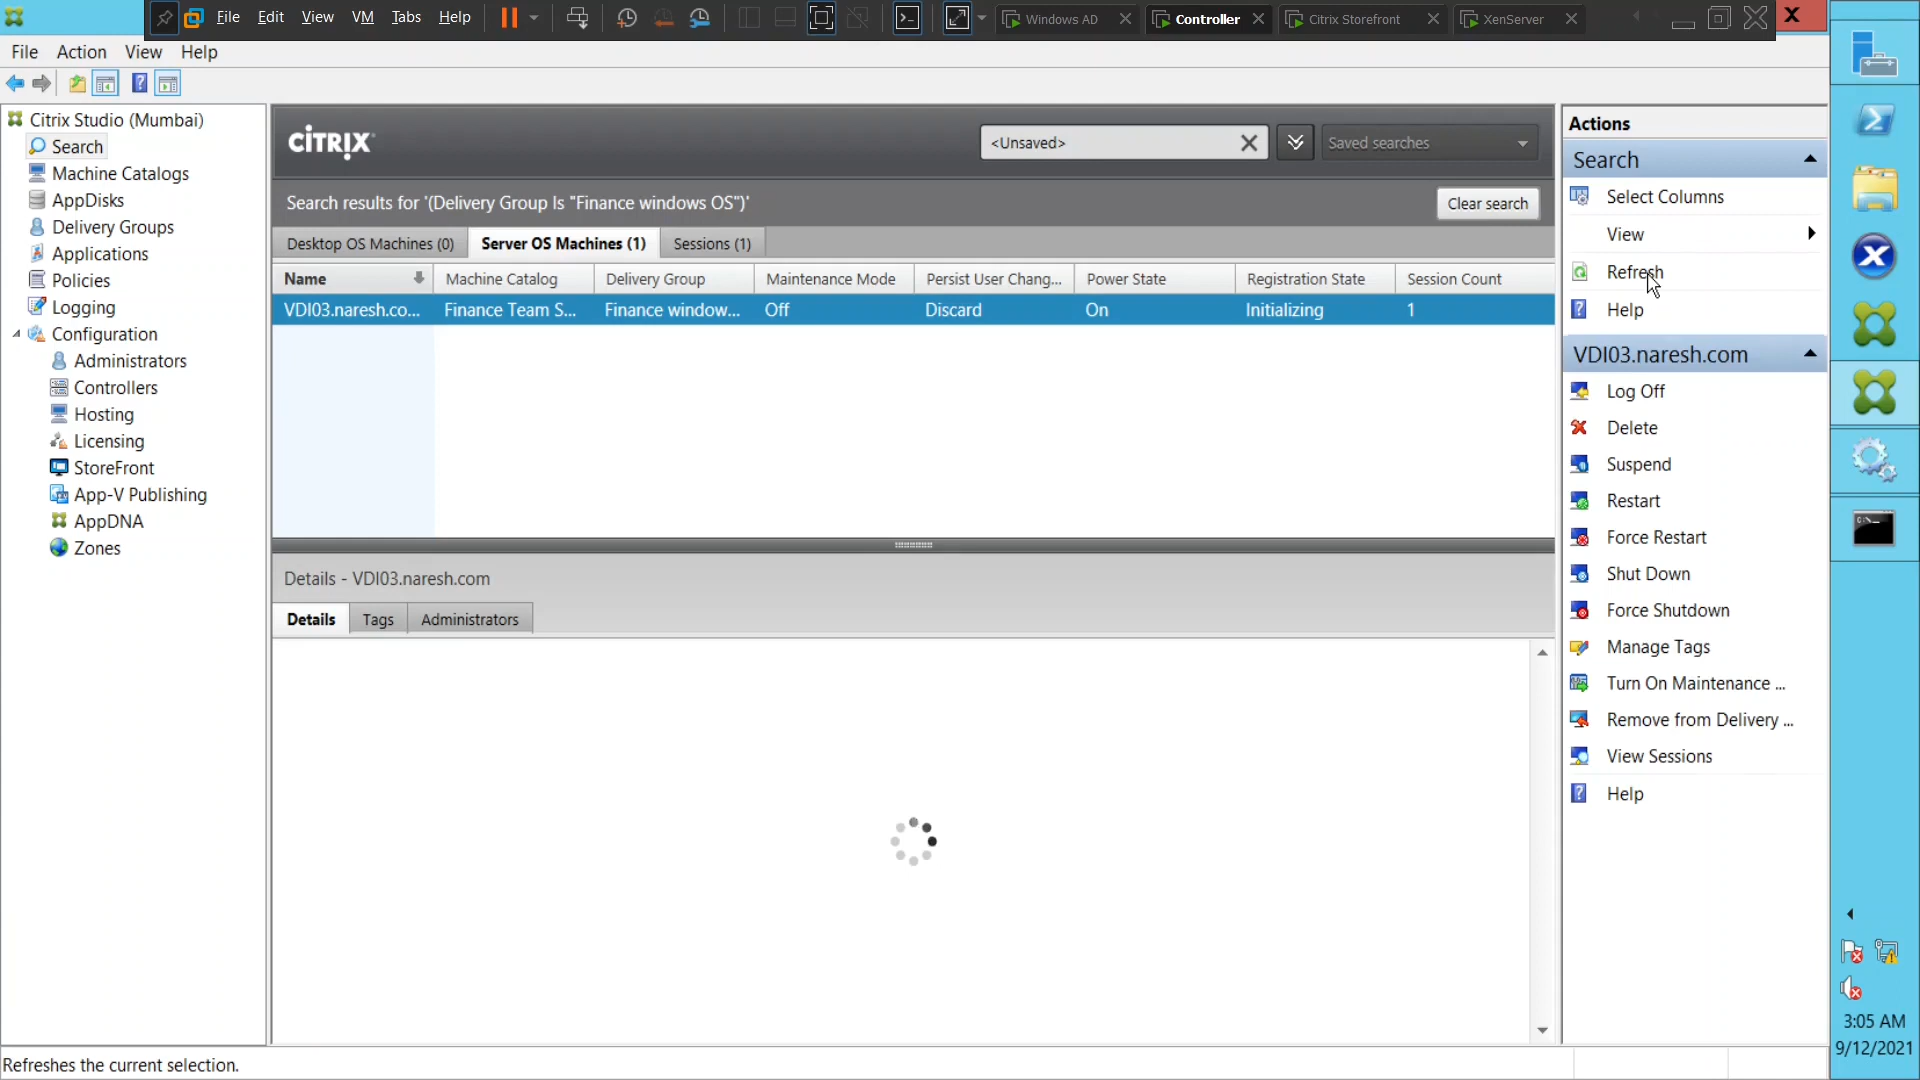 File Edit View VM Tabs Help
Windows AD
Controller
Citrix Storefront
XenServer
X
File Action View Help
Citrix Studio (Mumbai)
Search
Machine Catalogs
AppDisks
Delivery Groups
Applications
Policies
Logging
Configuration
Administrators
Controllers
Hosting
Licensing
StoreFront
App-V Publishing
AppDNA
Zones
CİTRİX
<Unsaved>
Saved searches
Search results for '(Delivery Group Is "Finance windows OS")'
Clear search
Desktop OS Machines (0)
Server OS Machines (1)
Sessions (1)
Name Machine Catalog Delivery Group Maintenance Mode Persist User Chang... Power State Registration State Session Count
VDI03.naresh.co... Finance Team S... Finance window... Off Discard On Initializing 1
Details - VDI03.naresh.com
Details Tags Administrators
Actions
Search
Select Columns
View
Refresh
Help
VDI03.naresh.com
Log Off
Delete
Suspend
Restart
Force Restart
Shut Down
Force Shutdown
Manage Tags
Turn On Maintenance ...
Remove from Delivery ...
View Sessions
Help
3:05 AM
9/12/2021
Refreshes the current selection.